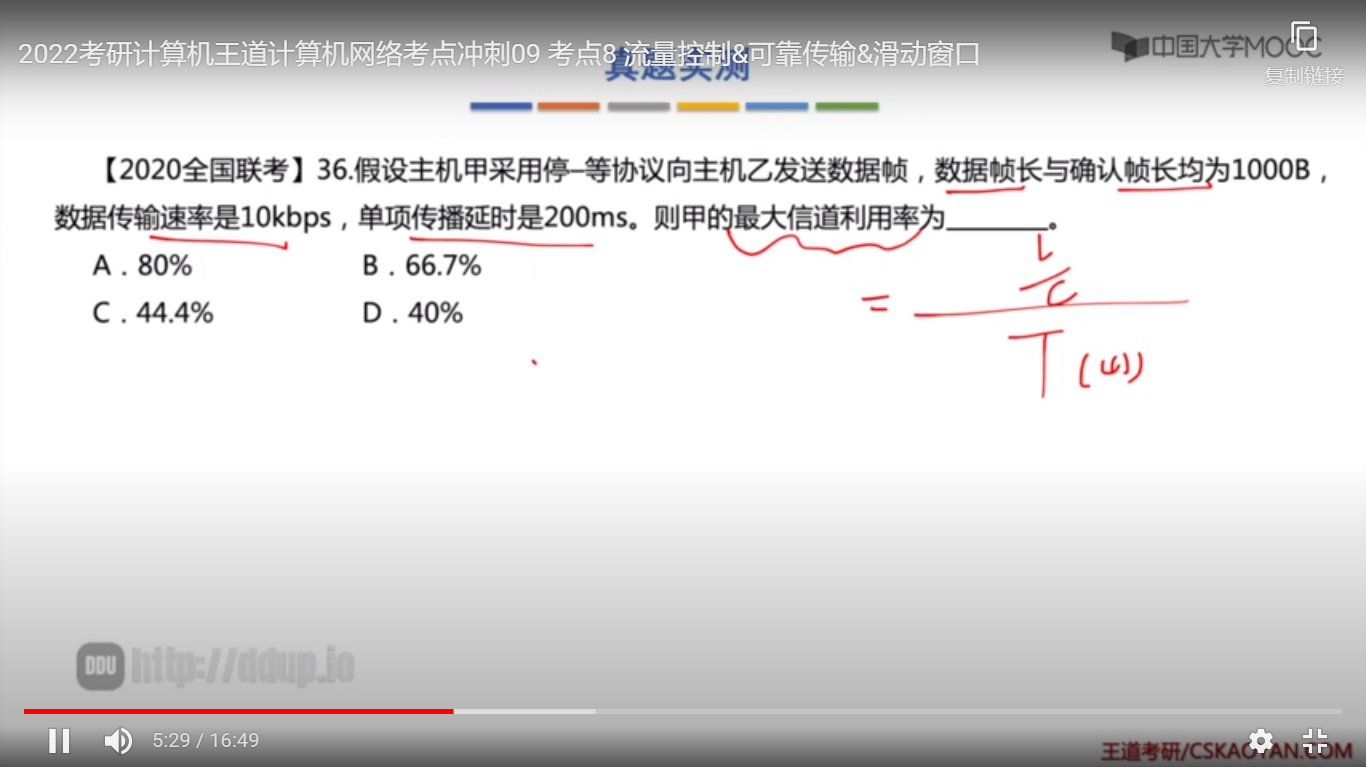 2022考研计算机王道计算机网络考点冲刺09 考点8 流量控制&可靠传输&滑动窗口
中国大学MOOC
复制链接
真题实测
【2020全国联考】36.假设主机甲采用停–等协议向主机乙发送数据帧，数据帧长与确认帧长均为1000B，
数据传输速率是10kbps，单项传播延时是200ms。则甲的最大信道利用率为________。
A．80% B．66.7%
C．44.4% D．40%
=
L
C
T
DDU http://ddup.io
5:29 / 16:49
王道考研/CSKAOYAN.COM